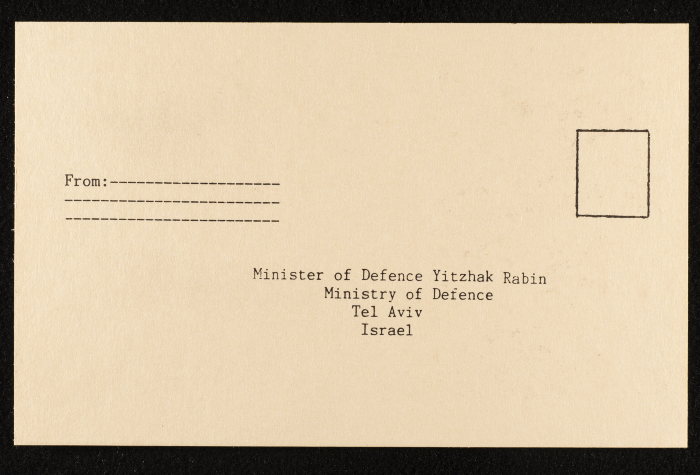 From:-------------------
------------------------
------------------------
Minister of Defence Yitzhak Rabin
Ministry of Defence
Tel Aviv
Israel